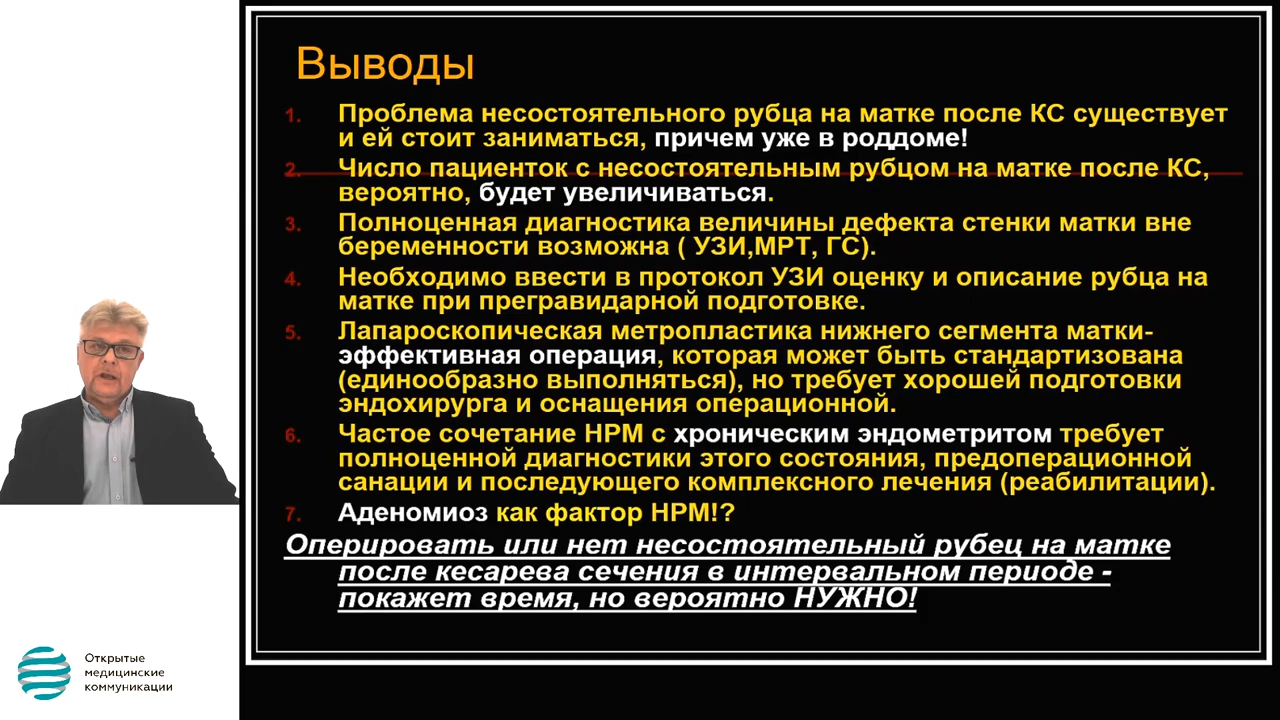 Выводы
1. Проблема несостоятельного рубца на матке после КС существует
и ей стоит заниматься, причем уже в роддоме!
2. Число пациенток с несостоятельным рубцом на матке после КС,
вероятно, будет увеличиваться.
3. Полноценная диагностика величины дефекта стенки матки вне
беременности возможна ( УЗИ,МРТ, ГС).
4. Необходимо ввести в протокол УЗИ оценку и описание рубца на
матке при прегравидарной подготовке.
5. Лапароскопическая метропластика нижнего сегмента матки-
эффективная операция, которая может быть стандартизована
(единообразно выполняться), но требует хорошей подготовки
эндохирурга и оснащения операционной.
6. Частое сочетание НРМ с хроническим эндометритом требует
полноценной диагностики этого состояния, предоперационной
санации и последующего комплексного лечения (реабилитации).
7. Аденомиоз как фактор НРМ!?
Оперировать или нет несостоятельный рубец на матке
после кесарева сечения в интервальном периоде -
покажет время, но вероятно НУЖНО!
Открытые
медицинские
коммуникации